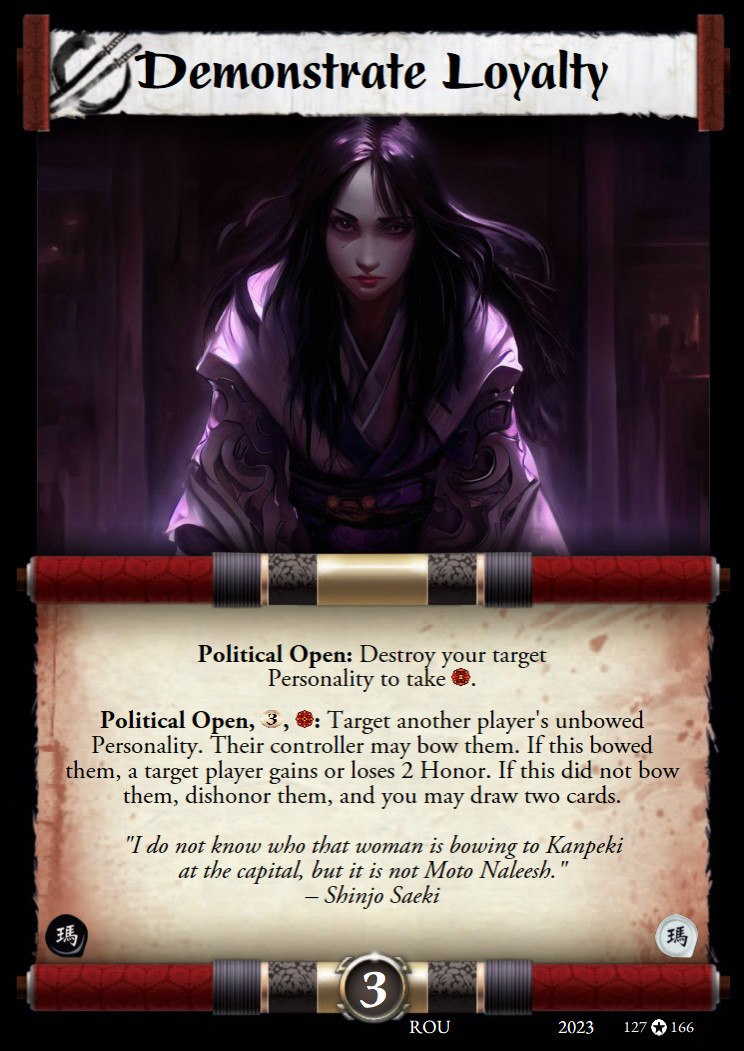 Demonstrate Loyalty
Political Open: Destroy your target
Personality to take .
Political Open, 3, : Target another player's unbowed
Personality. Their controller may bow them. If this bowed
them, a target player gains or loses 2 Honor. If this did not bow
them, dishonor them, and you may draw two cards.
"I do not know who that woman is bowing to Kanpeki
at the capital, but it is not Moto Naleesh."
– Shinjo Saeki
瑪
瑪
3
ROU 2023 127 166